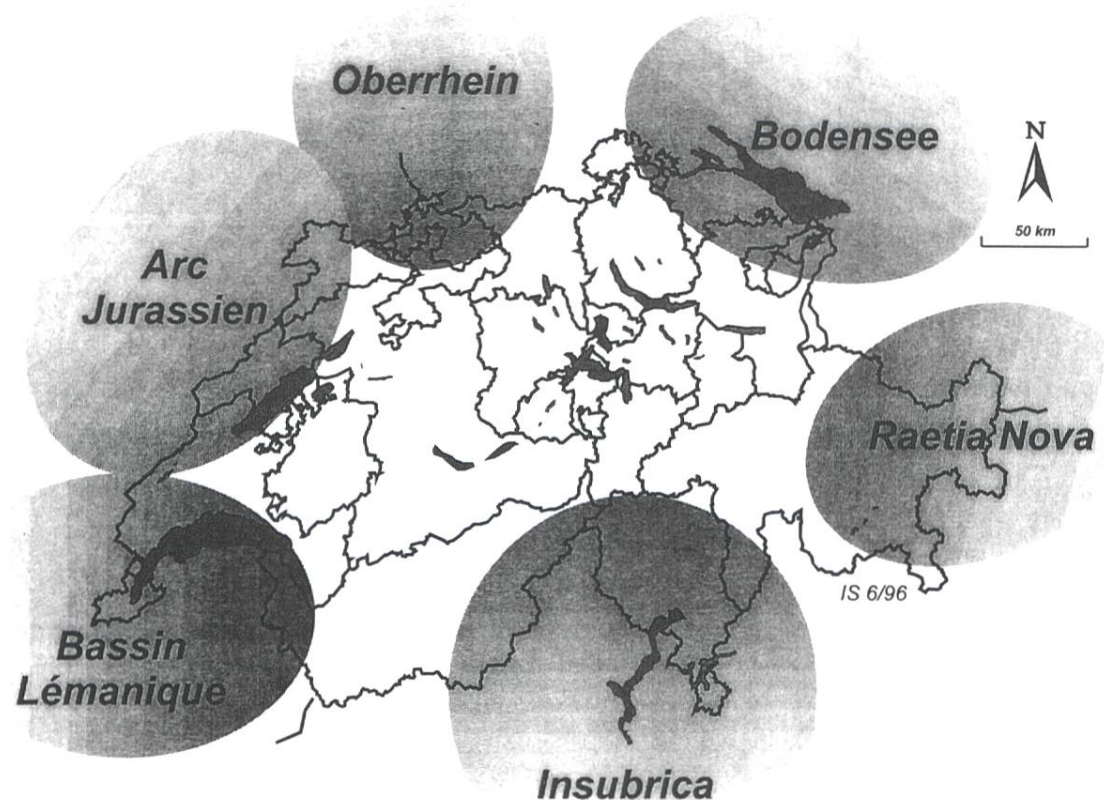 Oberrhein
Bodensee
N
50 km
Arc
Jurassien
Raetia Nova
IS 6/96
Bassin
Lémanique
Insubrica